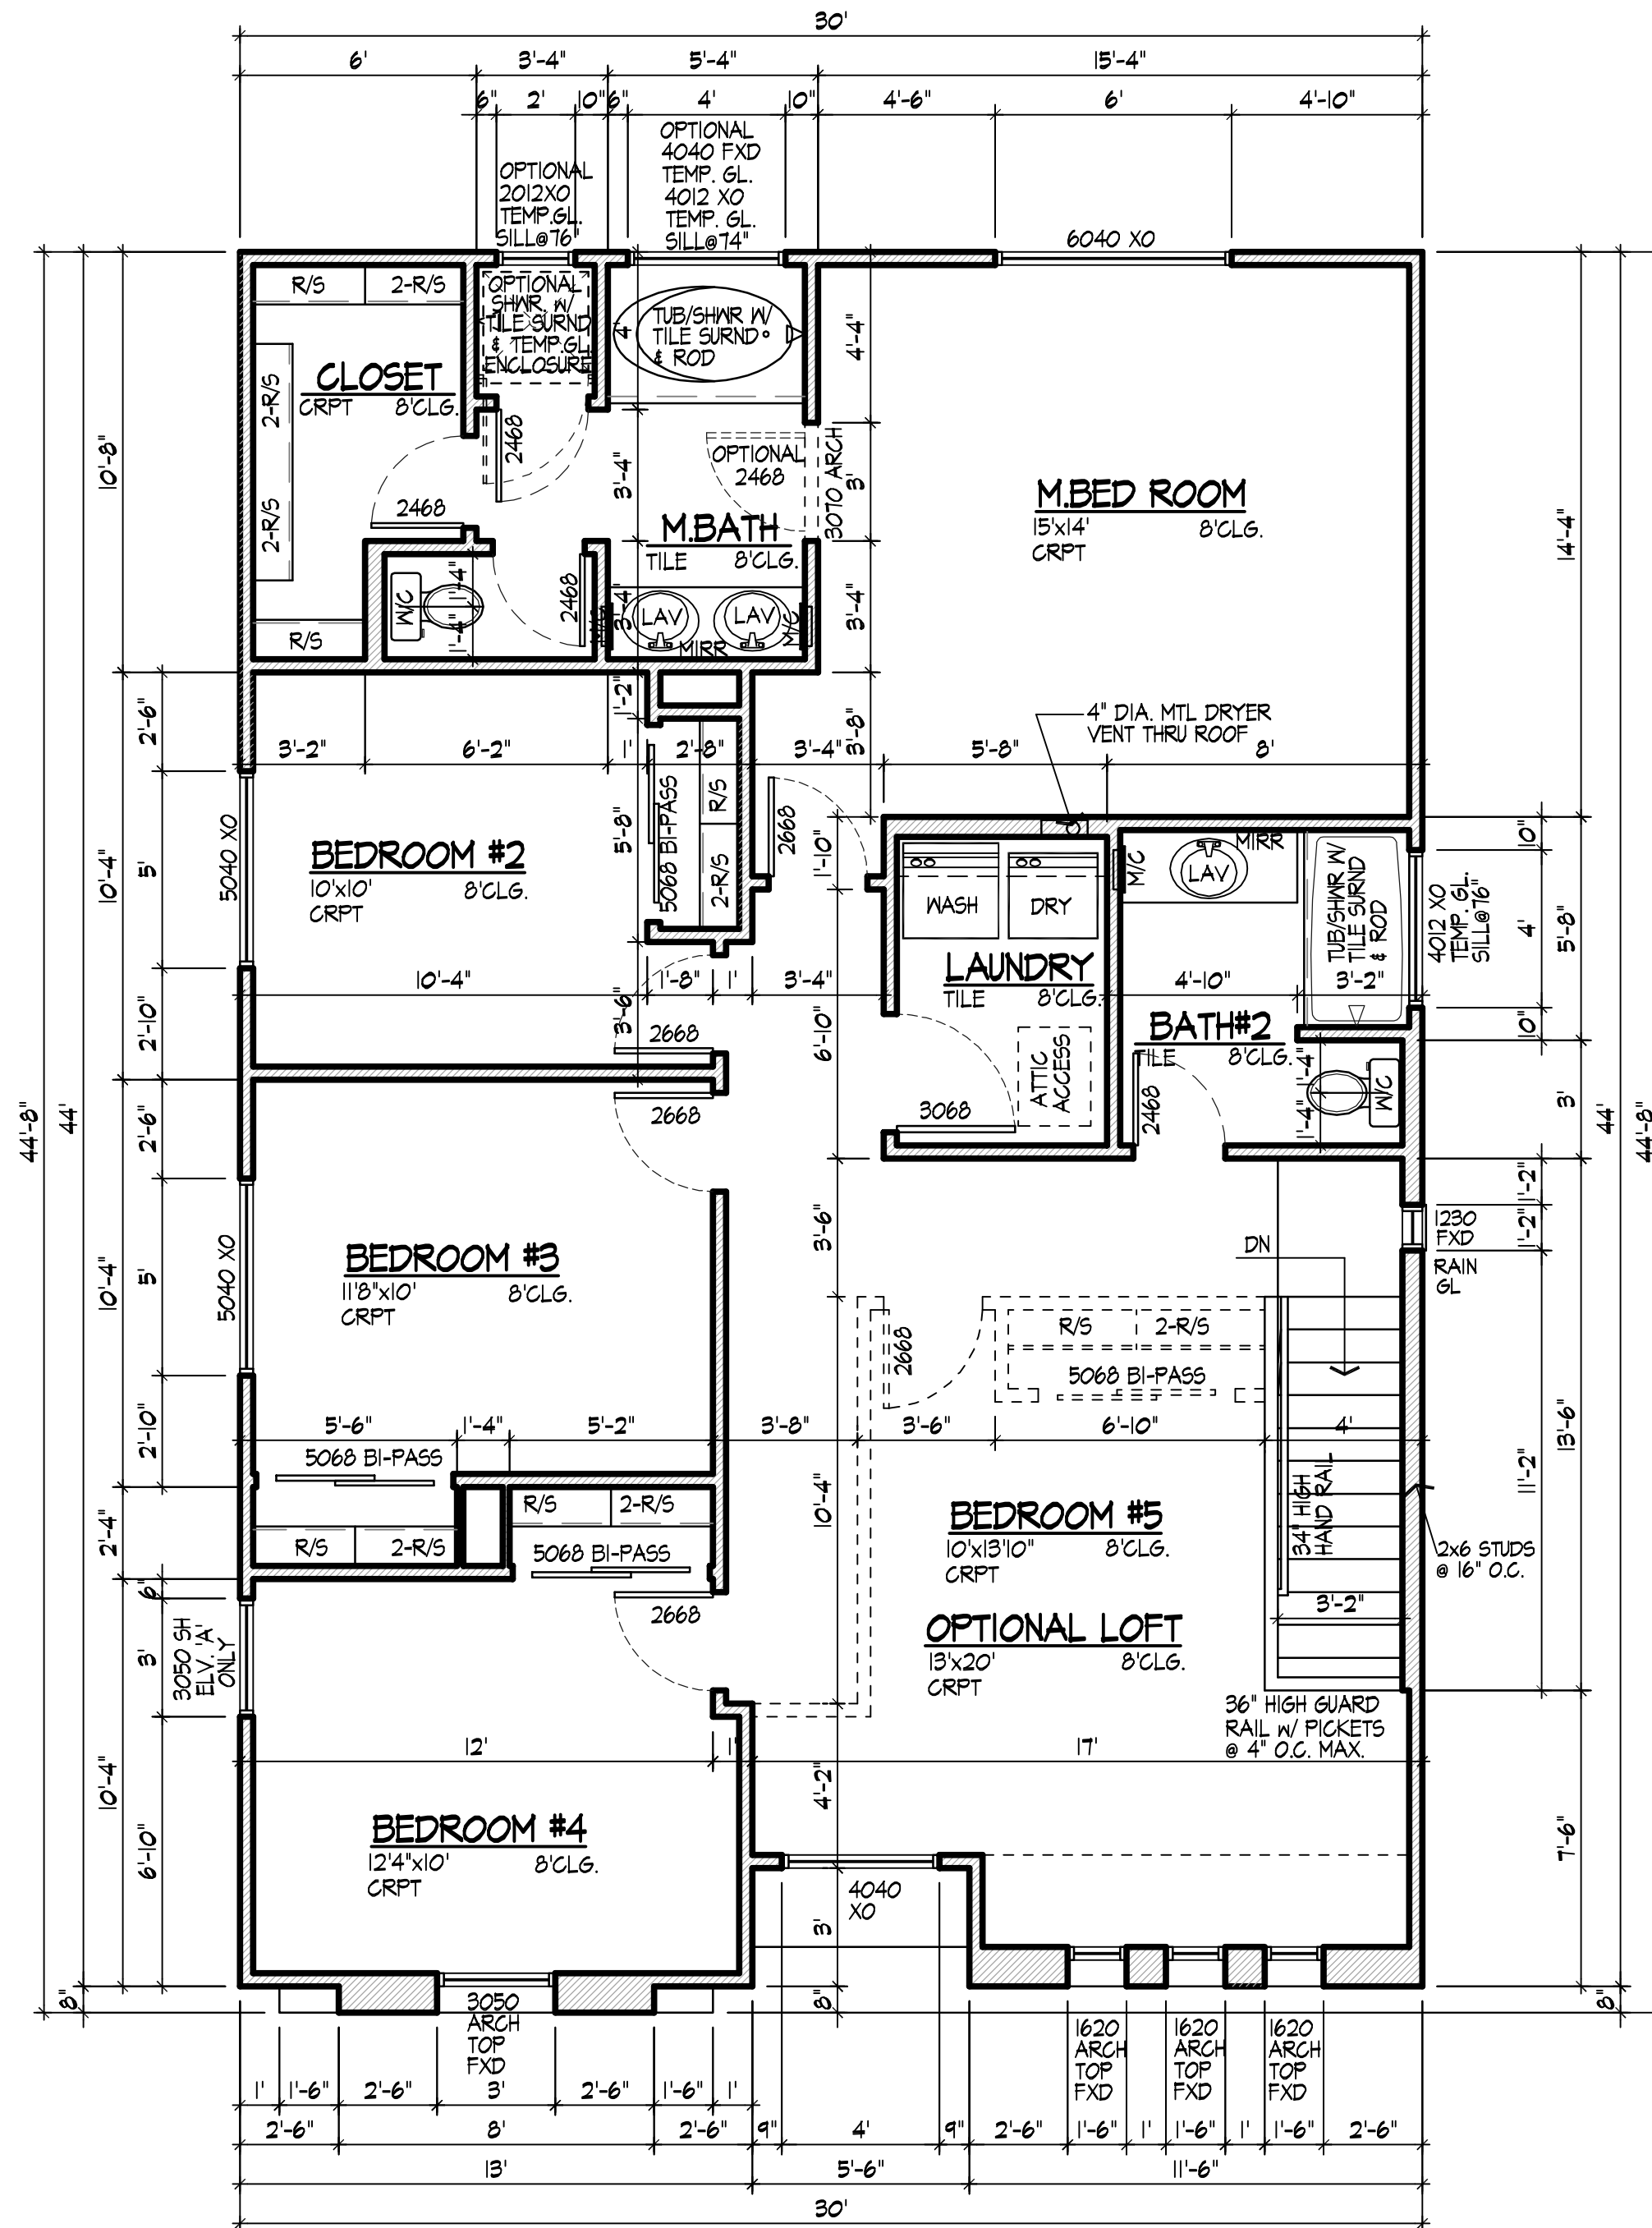 30'
6' 3'-4" 5'-4" 15'-4"
6" 2' 10" 6" 4' 10" 4'-6" 6' 4'-10"
OPTIONAL
2012XO
TEMP.GL.
SILL@76'
OPTIONAL
4040 FXD
TEMP. GL.
4012 XO
TEMP. GL.
SILL@74"
6040 XO
R/S 2-R/S
2-R/S
2-R/S
R/S
CLOSET
CRPT 8'CLG.
2468
OPTIONAL
SHWR. W/
TILE SURND
& TEMP.GL.
ENCLOSURE
2468
4'
TUB/SHWR W/
TILE SURND
& ROD
OPTIONAL
2468
3070 ARCH
M.BATH
TILE 8'CLG.
3'-4"
3'-4"
4'-4"
3'
3'-4"
3'-8"
W/C
1'-4"
1'-4"
2468
M/C
LAV LAV
MIRR
M/C
M.BED ROOM
15'x14' 8'CLG.
CRPT
4" DIA. MTL DRYER
VENT THRU ROOF
10'-8"
2'-6"
5'
2'-10"
10'-4"
5040 XO
14'-4"
3'-2" 6'-2" 1' 2'-8" 3'-4" 5'-8" 8'
1'-2"
5'-8"
3'-6"
5068 BI-PASS
R/S
2-R/S
2668
1'-10"
BEDROOM #2
10'x10' 8'CLG.
CRPT
10'-4" 1'-8" 1' 3'-4"
2668
WASH DRY
LAUNDRY
TILE 8'CLG.
6'-10"
ATTIC
ACCESS
3068
M/C
LAV
MIRR
TUB/SHWR W/
TILE SURND
& ROD
4'-10" 3'-2"
BATH#2
TILE 8'CLG.
2468
1'-4"
1'-4"
W/C
4012 XO
TEMP. GL.
SILL@76"
10"
4'
10"
5'-8"
3'
44'-8"
44'
44'
44'-8"
2668
2'-6"
5'
2'-10"
10'-4"
5040 XO
BEDROOM #3
11'8"x10' 8'CLG.
CRPT
3'-6"
DN
1230
FXD
RAIN
GL
1'-2"
1'-2"
11'-2"
13'-6"
2668
R/S 2-R/S
5068 BI-PASS
5'-6" 1'-4" 5'-2" 3'-8" 3'-6" 6'-10" 4'
5068 BI-PASS
R/S 2-R/S
R/S 2-R/S
5068 BI-PASS
2668
2'-4"
6"
3'
6'-10"
10'-4"
3050 SH
ELV. 'A'
ONLY
10'-4"
BEDROOM #5
10'x13'10" 8'CLG.
CRPT
OPTIONAL LOFT
13'x20' 8'CLG.
CRPT
34" HIGH
HAND RAIL
3'-2"
2x6 STUDS
@ 16" O.C.
36" HIGH GUARD
RAIL W/ PICKETS
@ 4" O.C. MAX.
12' 1' 17'
4'-2"
7'-6"
BEDROOM #4
12'4"x10' 8'CLG.
CRPT
4040
XO
3'
8"
8"
8"
3050
ARCH
TOP
FXD
1620
ARCH
TOP
FXD
1620
ARCH
TOP
FXD
1620
ARCH
TOP
FXD
1' 1'-6" 2'-6" 3' 2'-6" 1'-6" 1'
2'-6" 8' 2'-6" 9" 4' 9" 2'-6" 1'-6" 1' 1'-6" 1' 1'-6" 2'-6"
13' 5'-6" 11'-6"
30'